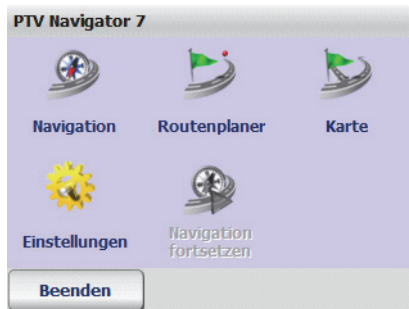 PTV Navigator 7
Navigation
Routenplaner
Karte
Einstellungen
Navigation
fortsetzen
Beenden